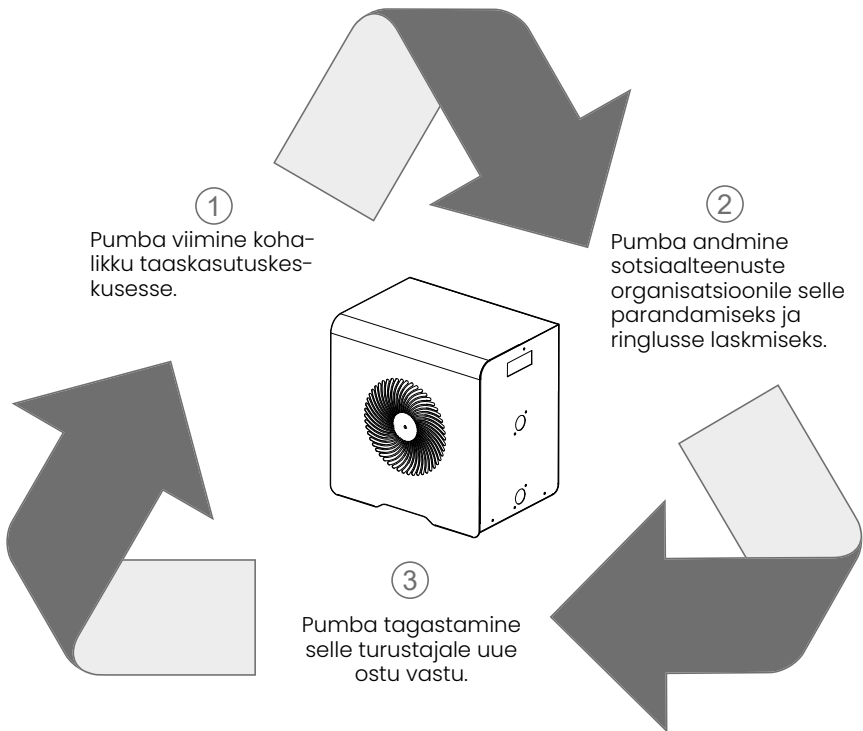 1
Pumba viimine koha-
likku taaskasutuskes-
kusesse.
2
Pumba andmine
sotsiaalteenuste
organisatsioonile selle
parandamiseks ja
ringlusse laskmiseks.
3
Pumba tagastamine
selle turustajale uue
ostu vastu.